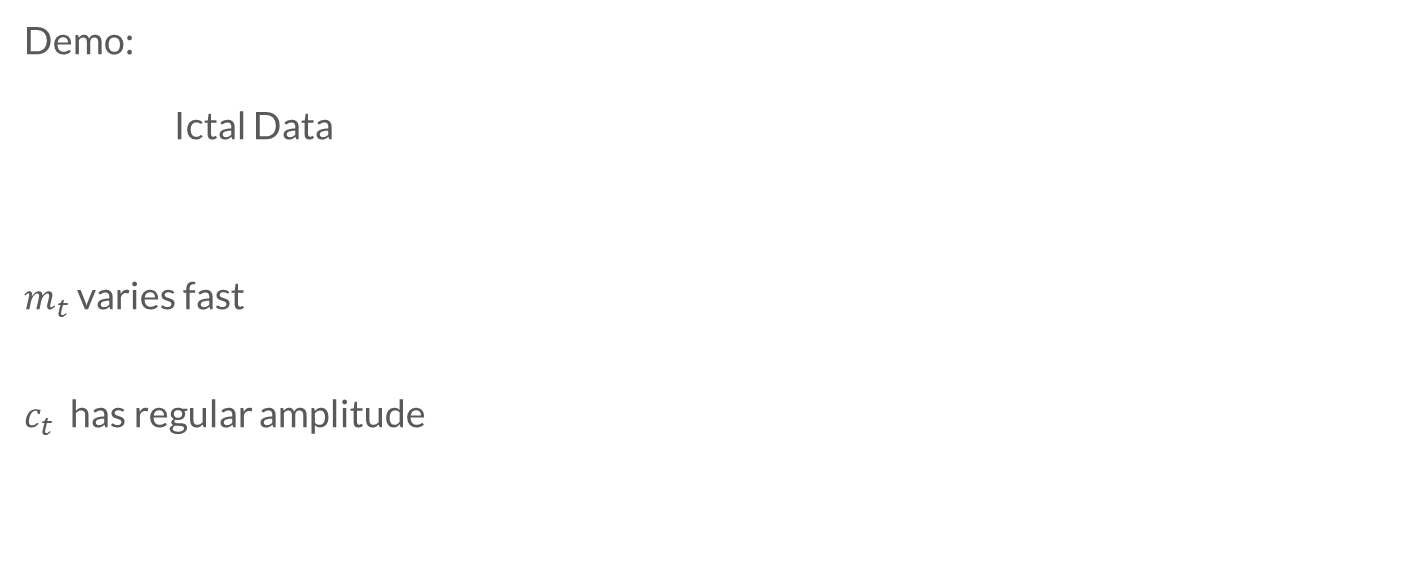 Demo:
Ictal Data
$m_t$ varies fast
$c_t$ has regular amplitude